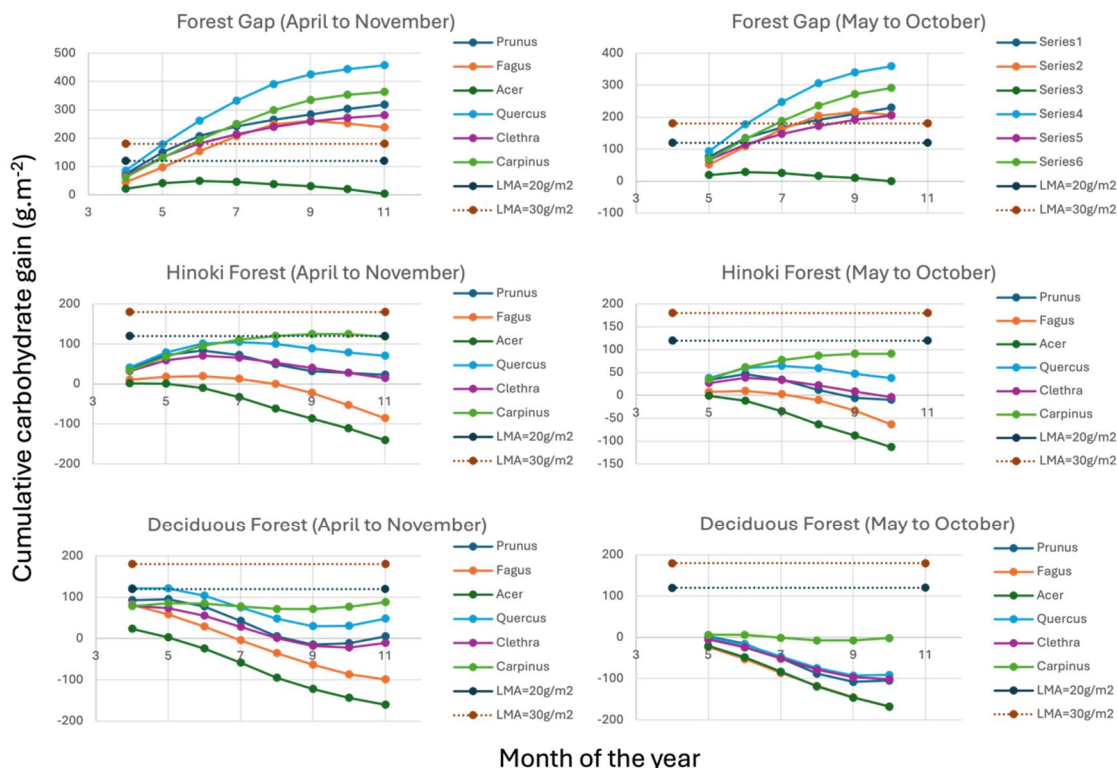 Cumulative carbohydrate gain (g.m-2)
Forest Gap (April to November)
500
400
300
200
100
0
3
5
7
9
11
Prunus
Fagus
Acer
Quercus
Clethra
Carpinus
LMA=20g/m2
LMA=30g/m2
Forest Gap (May to October)
400
300
200
100
0
-100
3
5
7
9
11
Series1
Series2
Series3
Series4
Series5
Series6
LMA=20g/m2
LMA=30g/m2
Hinoki Forest (April to November)
200
100
0
-100
-200
3
5
7
9
11
Prunus
Fagus
Acer
Quercus
Clethra
Carpinus
LMA=20g/m2
LMA=30g/m2
Hinoki Forest (May to October)
200
150
100
50
0
-50
-100
-150
3
5
7
9
11
Prunus
Fagus
Acer
Quercus
Clethra
Carpinus
LMA=20g/m2
LMA=30g/m2
Deciduous Forest (April to November)
200
100
0
-100
-200
3
5
7
9
11
Prunus
Fagus
Acer
Quercus
Clethra
Carpinus
LMA=20g/m2
LMA=30g/m2
Deciduous Forest (May to October)
200
100
0
-100
-200
3
5
7
9
11
Prunus
Fagus
Acer
Quercus
Clethra
Carpinus
LMA=20g/m2
LMA=30g/m2
Month of the year